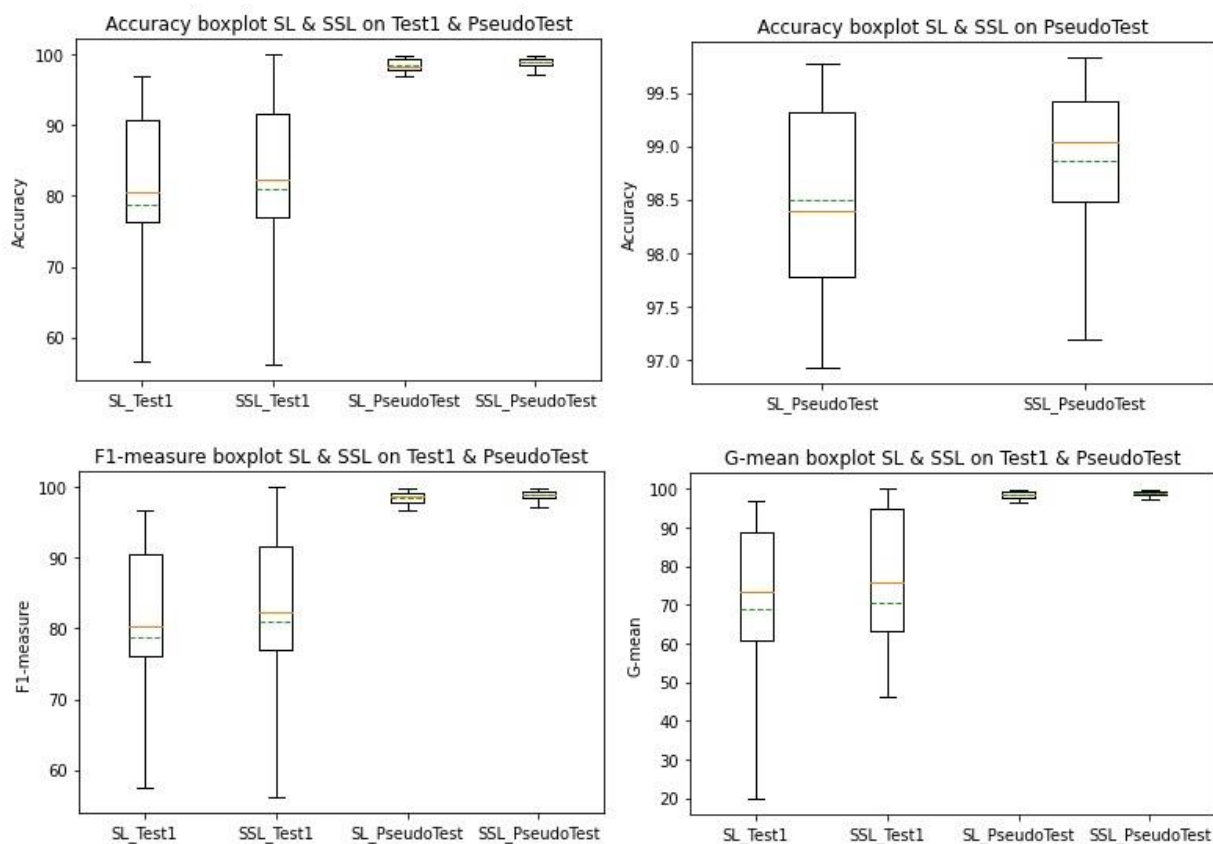 Accuracy boxplot SL & SSL on Test1 & PseudoTest
100
90
80
70
60
Accuracy
SL_Test1 SSL_Test1 SL_PseudoTest SSL_PseudoTest
Accuracy boxplot SL & SSL on PseudoTest
99.5
99.0
98.5
98.0
97.5
97.0
Accuracy
SL_PseudoTest SSL_PseudoTest
F1-measure boxplot SL & SSL on Test1 & PseudoTest
100
90
80
70
60
F1-measure
SL_Test1 SSL_Test1 SL_PseudoTest SSL_PseudoTest
G-mean boxplot SL & SSL on Test1 & PseudoTest
100
90
80
70
60
50
40
30
20
G-mean
SL_Test1 SSL_Test1 SL_PseudoTest SSL_PseudoTest